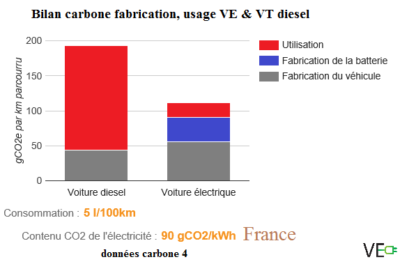 Bilan carbone fabrication, usage VE & VT diesel
200
150
100
50
0
gCO2e par km parcouru
Voiture diesel
Voiture électrique
Utilisation
Fabrication de la batterie
Fabrication du véhicule
Consommation : 5 l/100km
Contenu CO2 de l'électricité : 90 gCO2/kWh France
données carbone 4
VE